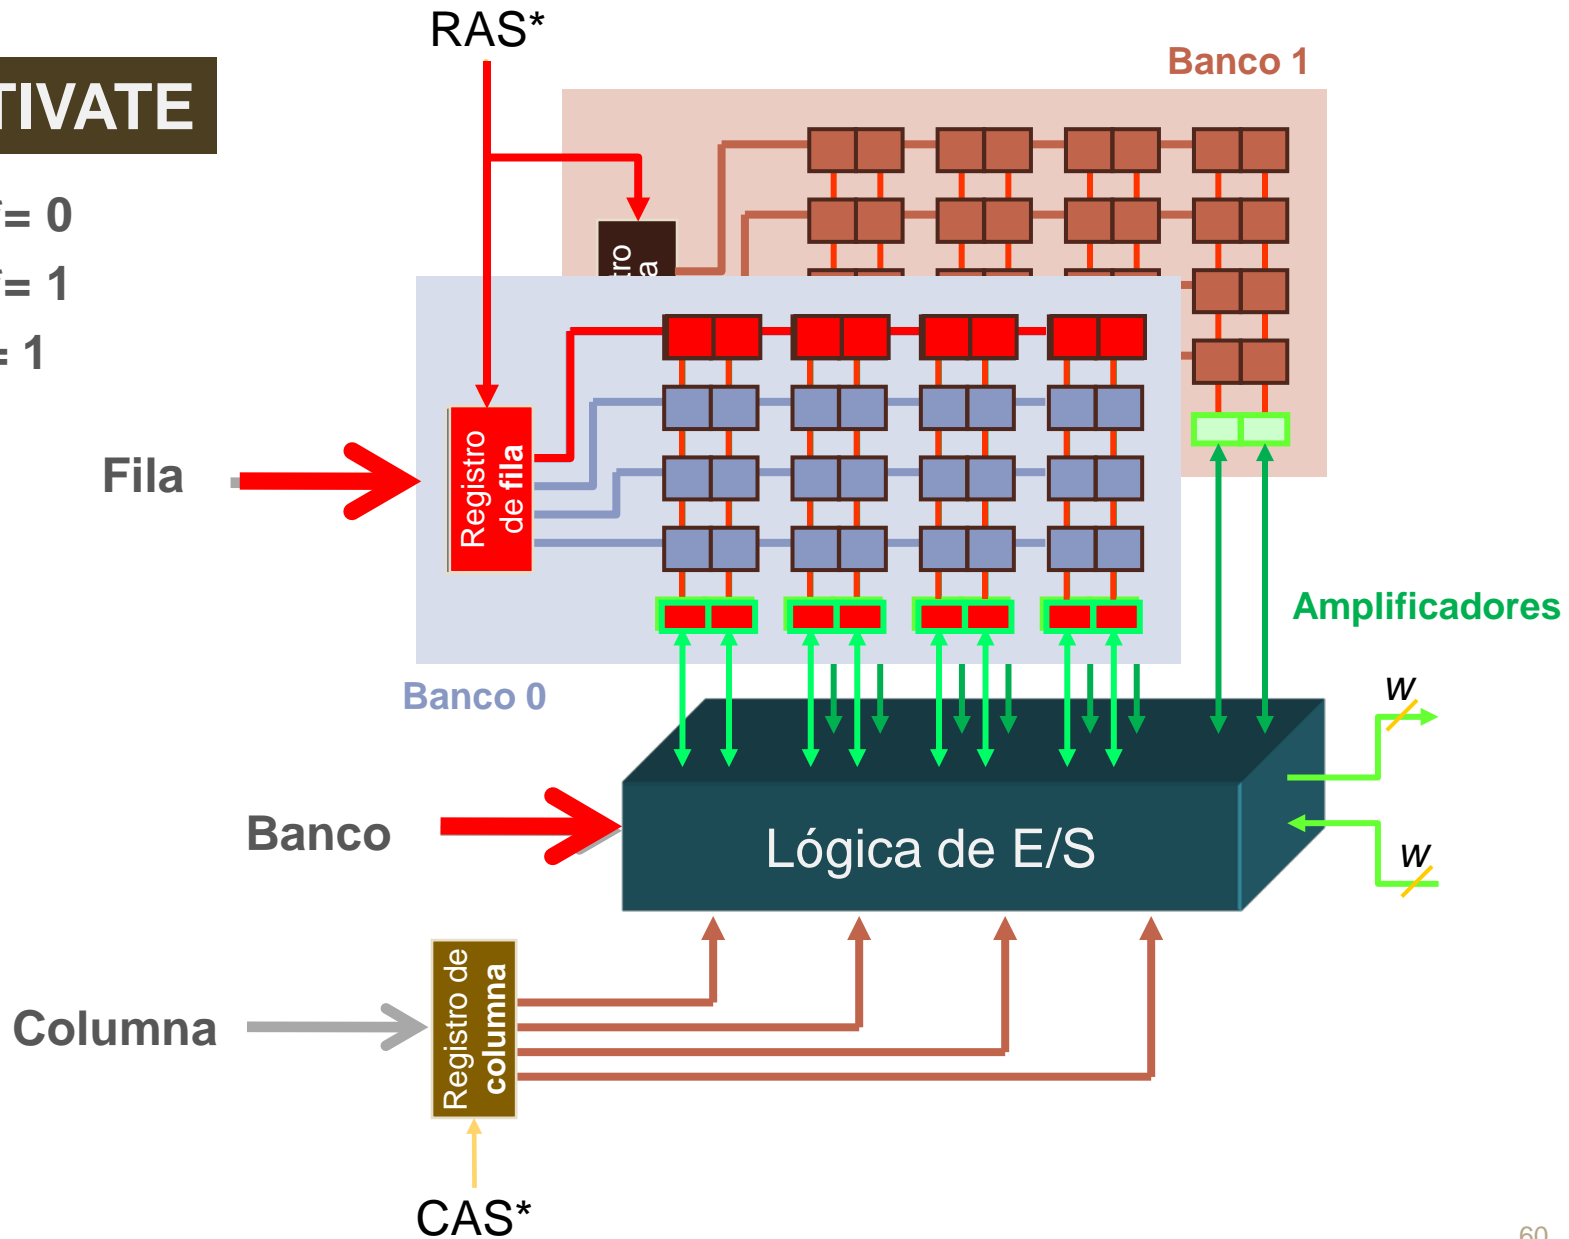 RAS*
Banco 1
TIVATE
= 0
= 1
= 1
Registro
de fila
Fila
Amplificadores
Banco 0
w
Banco
Lógica de E/S
w
Registro de
columna
Columna
CAS*
60